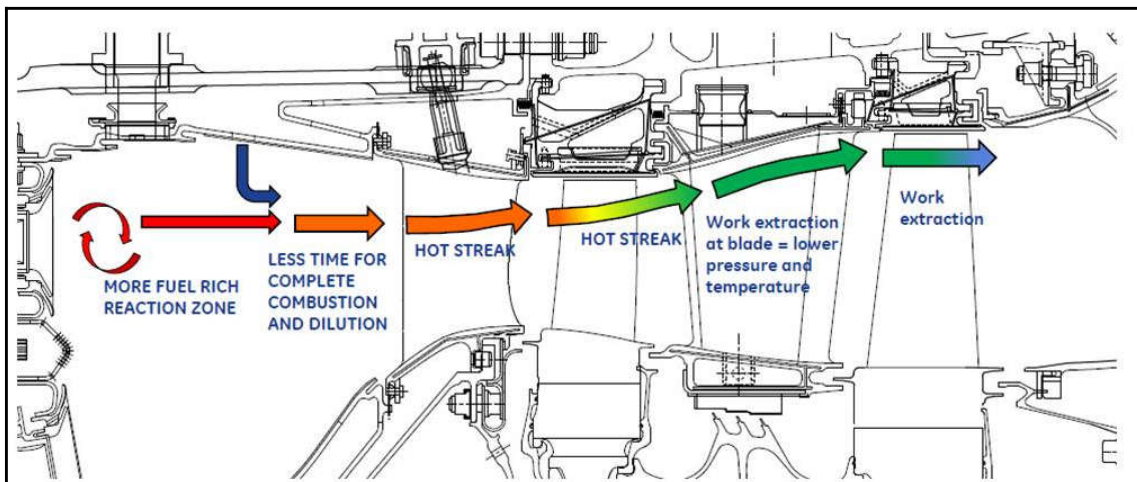 MORE FUEL RICH
REACTION ZONE
LESS TIME FOR
COMPLETE
COMBUSTION
AND DILUTION
HOT STREAK
HOT STREAK
Work extraction
at blade = lower
pressure and
temperature
Work
extraction